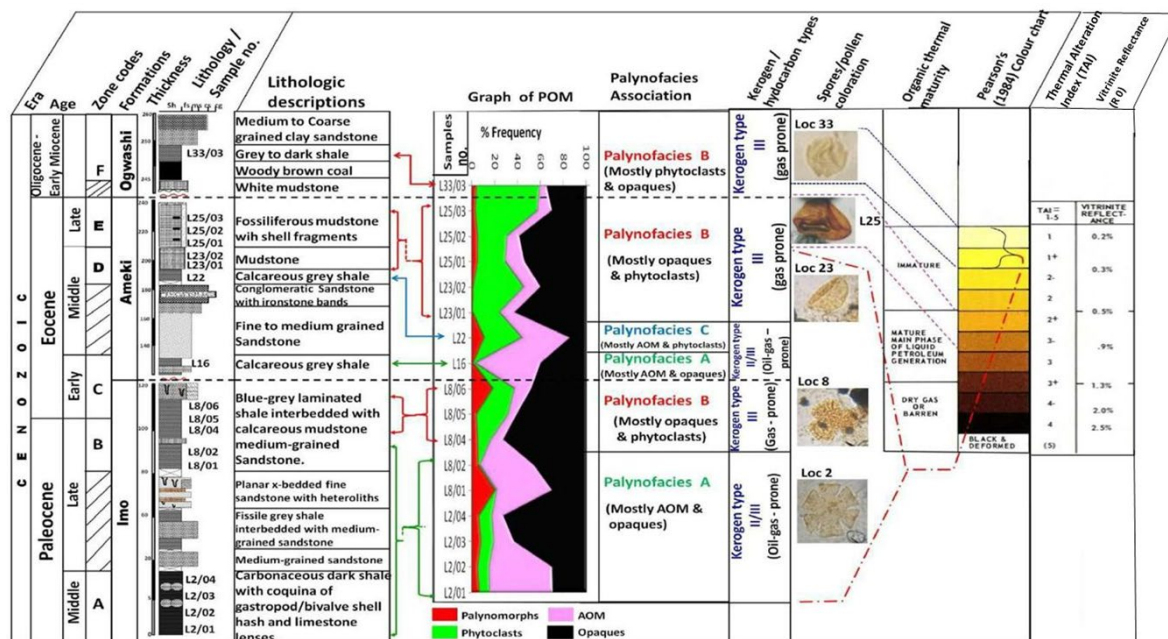 Era
Age
Zone codes
Formations
Thickness
Lithology /
Sample no.
Lithologic
descriptions
Graph of POM
Palynofacies
Association
Kerogen /
hydocarbon types
Spores/pollen
coloration
Organic thermal
maturity
Pearson's
(1984) Colour chart
Thermal Alteration
Index (TAI)
Vitrinite Reflectance
(R 0)
CENOZOIC
Oligocene -
Early Miocene
Eocene
Paleocene
Late
Middle
Early
Late
Middle
F
E
D
C
B
A
Ogwashi
Ameki
Imo
Sh
260
245
240
220
200
180
160
140
120
100
80
L33/03
L25/03
L25/02
L25/01
L23/02
L23/01
L22
L16
L8/06
L8/05
L8/04
L8/02
L8/01
L2/04
L2/03
L2/02
L2/01
Medium to Coarse
grained clay sandstone
Grey to dark shale
Woody brown coal
White mudstone
Fossiliferous mudstone
wih shell fragments
Mudstone
Calcareous grey shale
Conglomeratic Sandstone
with ironstone bands
Fine to medium grained
Sandstone
Calcareous grey shale
Blue-grey laminated
shale interbedded with
calcareous mudstone
medium-grained
Sandstone.
Planar x-bedded fine
sandstone with heteroliths
Fissile grey shale
interbedded with medium-
grained sandstone
Medium-grained sandstone
Carbonaceous dark shale
with coquina of
gastropod/bivalve shell
hash and limestone
lenses.
Samples
no.
% Frequency
0 20 40 60 80 100
L33/03
L25/03
L25/02
L25/01
L23/02
L23/01
L22
L16
L8/06
L8/05
L8/04
L8/02
L8/01
L2/04
L2/03
L2/02
L2/01
Palynomorphs
AOM
Phytoclasts
Opaques
Palynofacies B
(Mostly phytoclasts
& opaques)
Palynofacies B
(Mostly opaques
& phytoclasts)
Palynofacies C
(Mostly AOM & phytoclasts)
Palynofacies A
(Mostly AOM & opaques)
Palynofacies B
(Mostly opaques
& phytoclasts)
Palynofacies A
(Mostly AOM &
opaques)
Kerogen type
III
(gas prone)
Kerogen type
III
(gas prone)
Kerogen type
II/III
(Oil-gas –
prone)
Kerogen type
III
(Gas - prone)
Kerogen type
II/III
(Oil-gas - prone)
Loc 33
L25
Loc 23
Loc 8
Loc 2
IMMATURE
MATURE
MAIN PHASE
OF LIQUID
PETROLEUM
GENERATION
DRY GAS
OR
BARREN
BLACK &
DEFORMED
TAI=
1-5
1
1+
2-
2
2+
3-
3
3+
4-
4
(5)
VITRINITE
REFLECT-
ANCE
0.2%
0.3%
0.5%
.9%
1.3%
2.0%
2.5%